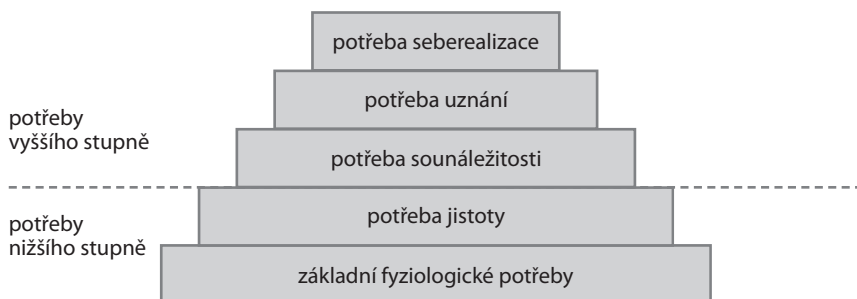 potřeba seberealizace
potřeba uznání
potřeby
vyššího stupně
potřeba sounáležitosti
potřeba jistoty
potřeby
nižšího stupně
základní fyziologické potřeby